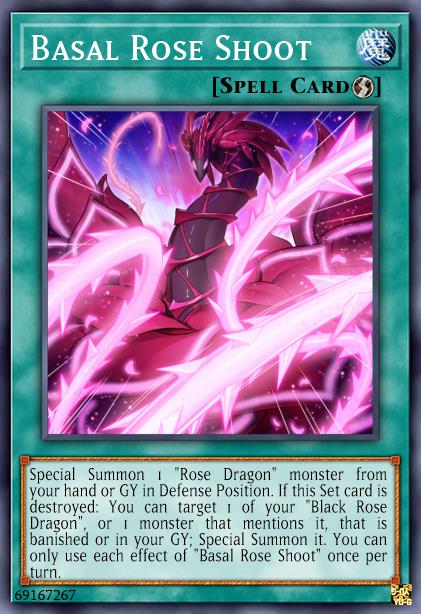 Basal Rose Shoot
魔
[Spell Card]
Special Summon 1 "Rose Dragon" monster from
your hand or GY in Defense Position. If this Set card is
destroyed: You can target 1 of your "Black Rose
Dragon", or 1 monster that mentions it, that is
banished or in your GY; Special Summon it. You can
only use each effect of "Basal Rose Shoot" once per
turn.
69167267